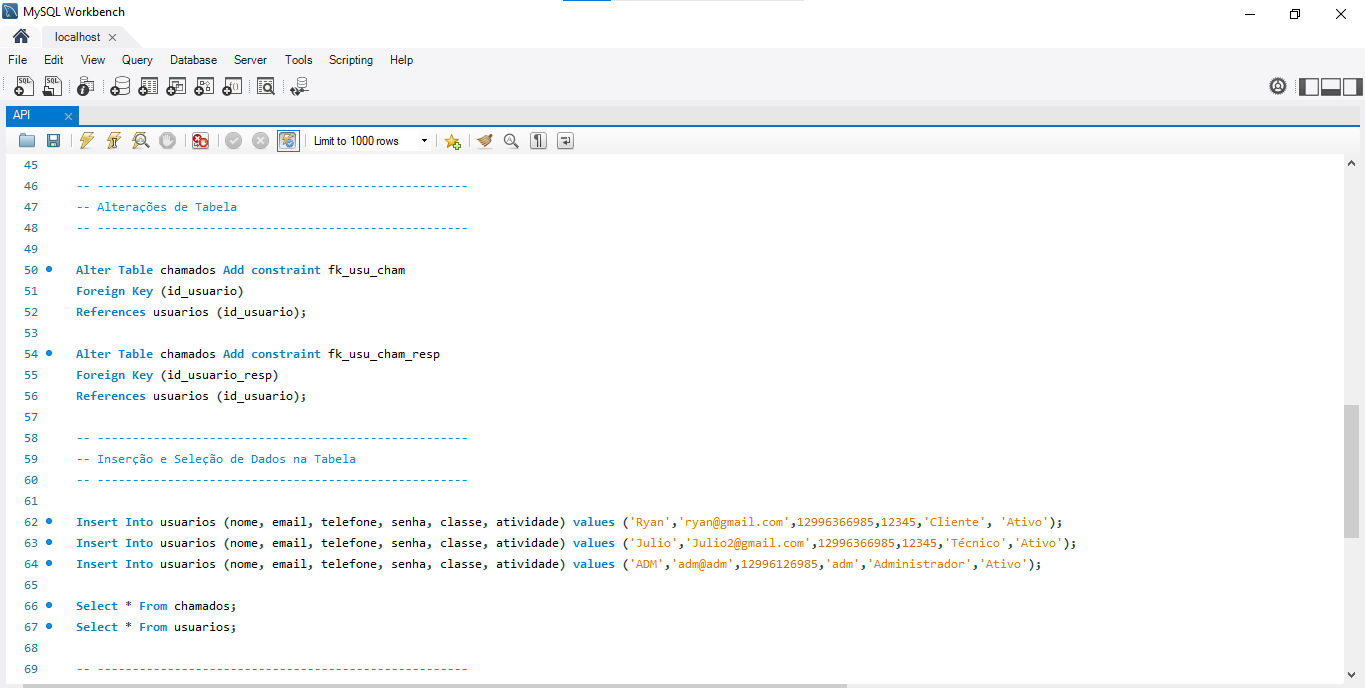 MySQL Workbench
localhost
File Edit View Query Database Server Tools Scripting Help
API
Limit to 1000 rows
45
46 -- -----------------------------------------------------
47 -- Alterações de Tabela
48 -- -----------------------------------------------------
49
50 Alter Table chamados Add constraint fk_usu_cham
51 Foreign Key (id_usuario)
52 References usuarios (id_usuario);
53
54 Alter Table chamados Add constraint fk_usu_cham_resp
55 Foreign Key (id_usuario_resp)
56 References usuarios (id_usuario);
57
58 -- -----------------------------------------------------
59 -- Inserção e Seleção de Dados na Tabela
60 -- -----------------------------------------------------
61
62 Insert Into usuarios (nome, email, telefone, senha, classe, atividade) values ('Ryan','ryan@gmail.com',12996366985,12345,'Cliente', 'Ativo');
63 Insert Into usuarios (nome, email, telefone, senha, classe, atividade) values ('Julio','Julio2@gmail.com',12996366985,12345,'Técnico','Ativo');
64 Insert Into usuarios (nome, email, telefone, senha, classe, atividade) values ('ADM','adm@adm',12996126985,'adm','Administrador','Ativo');
65
66 Select * From chamados;
67 Select * From usuarios;
68
69 -- -----------------------------------------------------